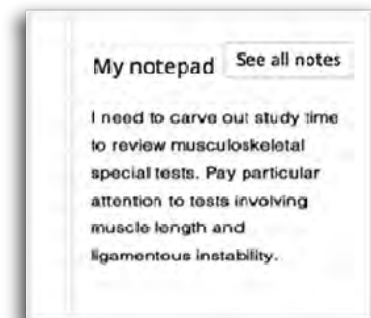 My notepad See all notes
I need to carve out study time
to review musculoskeletal
special tests. Pay particular
attention to tests involving
muscle length and
ligamentous instability.